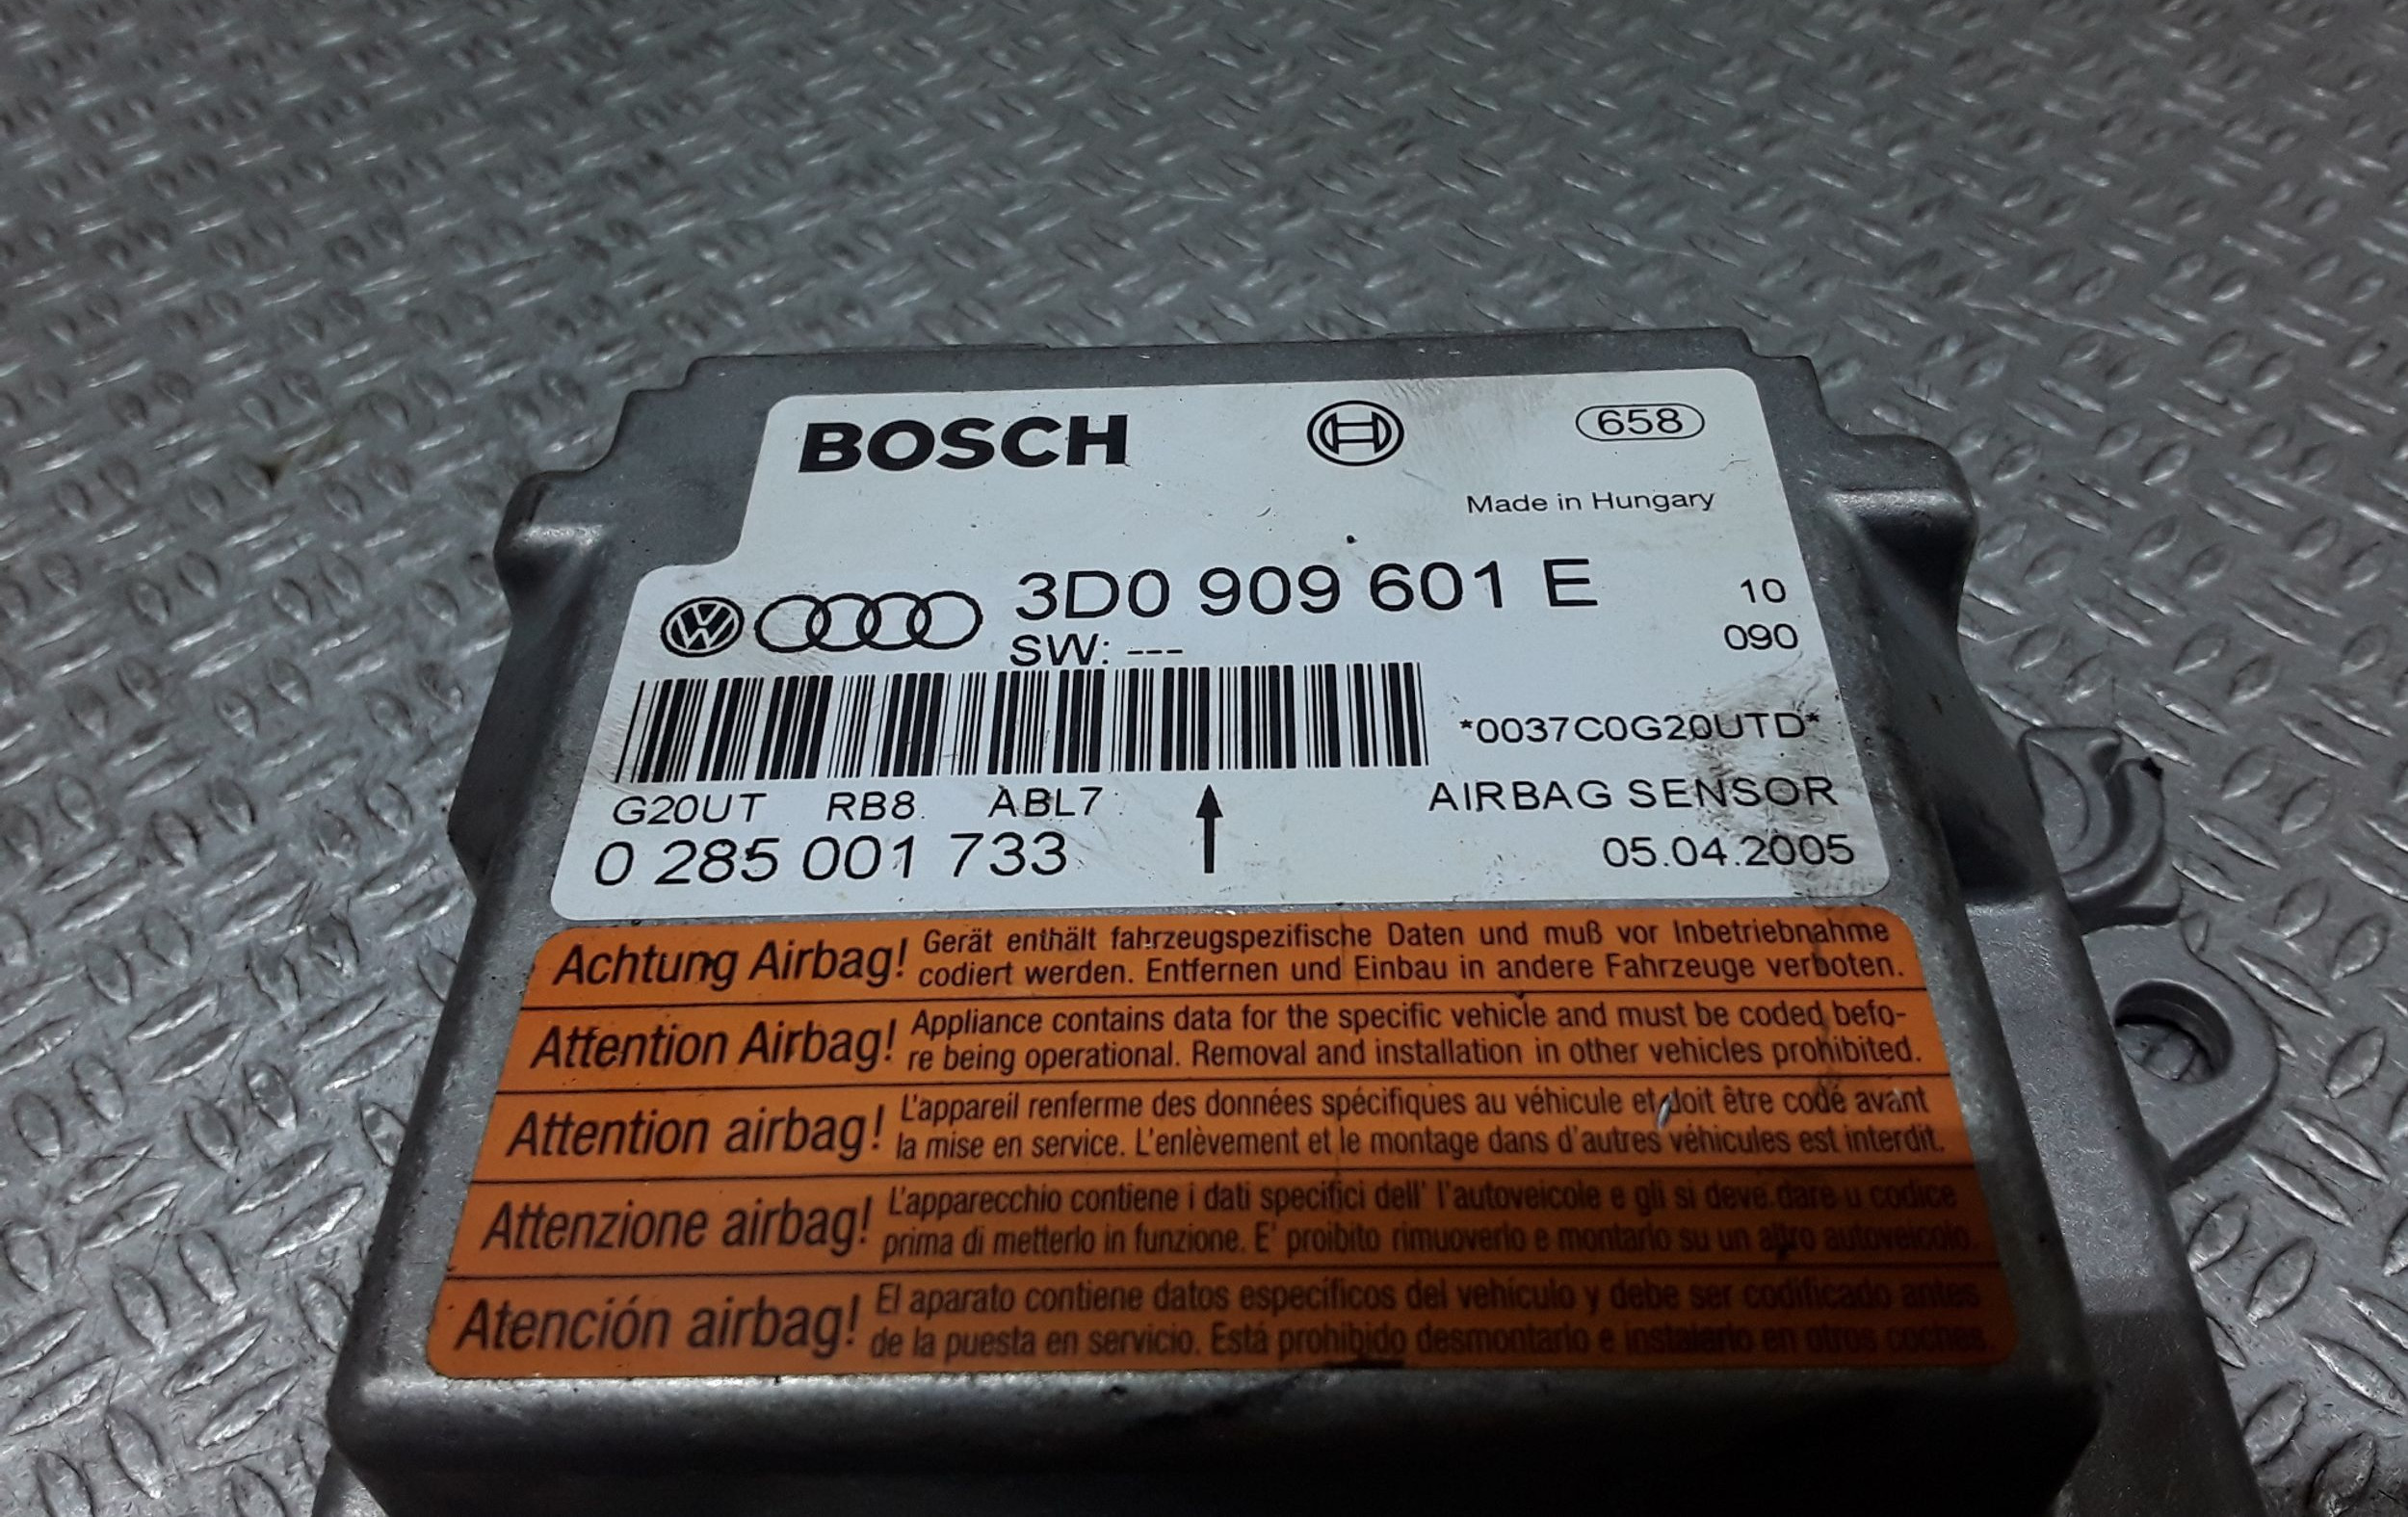 BOSCH
658
Made in Hungary
3D0 909 601 E
10
SW: ---
090
*0037C0G20UTD*
G20UT RB8 ABL7
AIRBAG SENSOR
0 285 001 733
05.04.2005
Achtung Airbag! Gerät enthält fahrzeugspezifische Daten und muß vor Inbetriebnahme
codiert werden. Entfernen und Einbau in andere Fahrzeuge verboten.
Attention Airbag! Appliance contains data for the specific vehicle and must be coded befo-
re being operational. Removal and installation in other vehicles prohibited.
Attention airbag! L'appareil renferme des données spécifiques au véhicule et doit être codé avant
la mise en service. L'enlèvement et le montage dans d'autres véhicules est interdit.
Attenzione airbag! L'apparecchio contiene i dati specifici dell' l'autoveicole e gli si deve dare u codice
prima di metterlo in funzione. E' proibito rimuoverlo e montarlo su un altro autoveicolo.
Atención airbag! El aparato contiene datos específicos del vehículo y debe ser codificado antes
de la puesta en servicio. Está prohibido desmontarlo e instalarlo en otros coches.